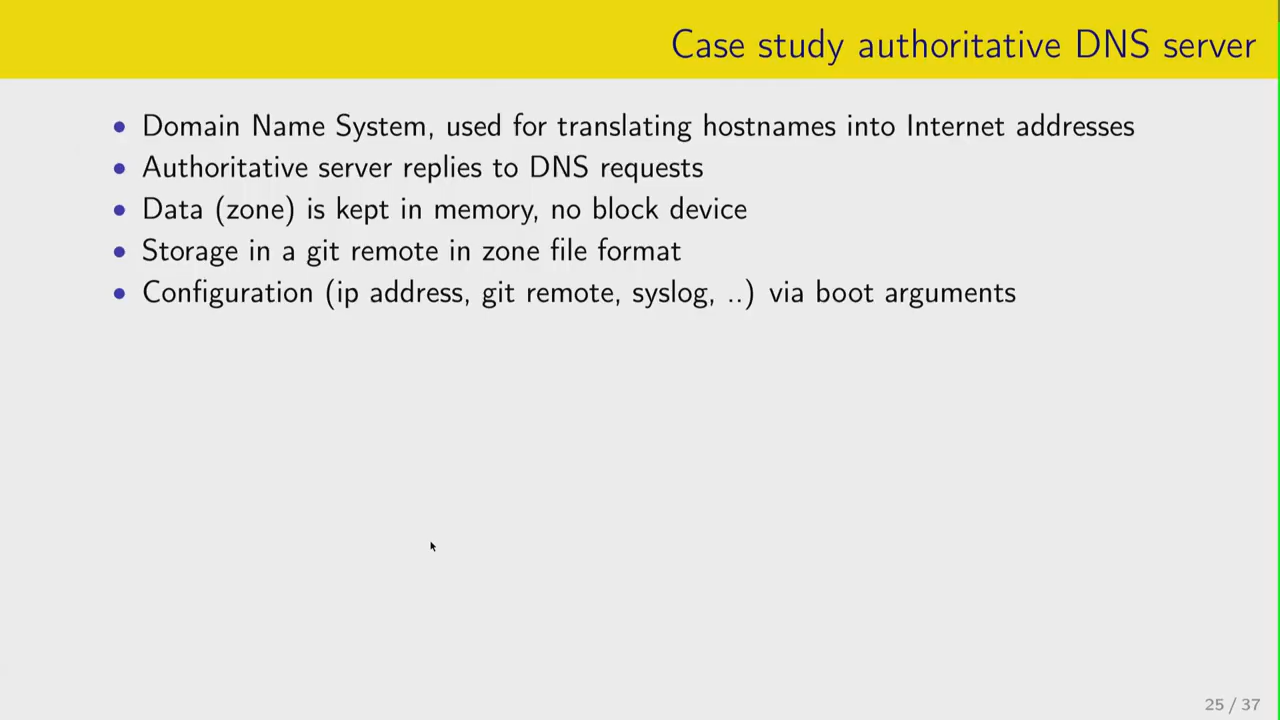 Case study authoritative DNS server
• Domain Name System, used for translating hostnames into Internet addresses
• Authoritative server replies to DNS requests
• Data (zone) is kept in memory, no block device
• Storage in a git remote in zone file format
• Configuration (ip address, git remote, syslog, ..) via boot arguments
25 / 37